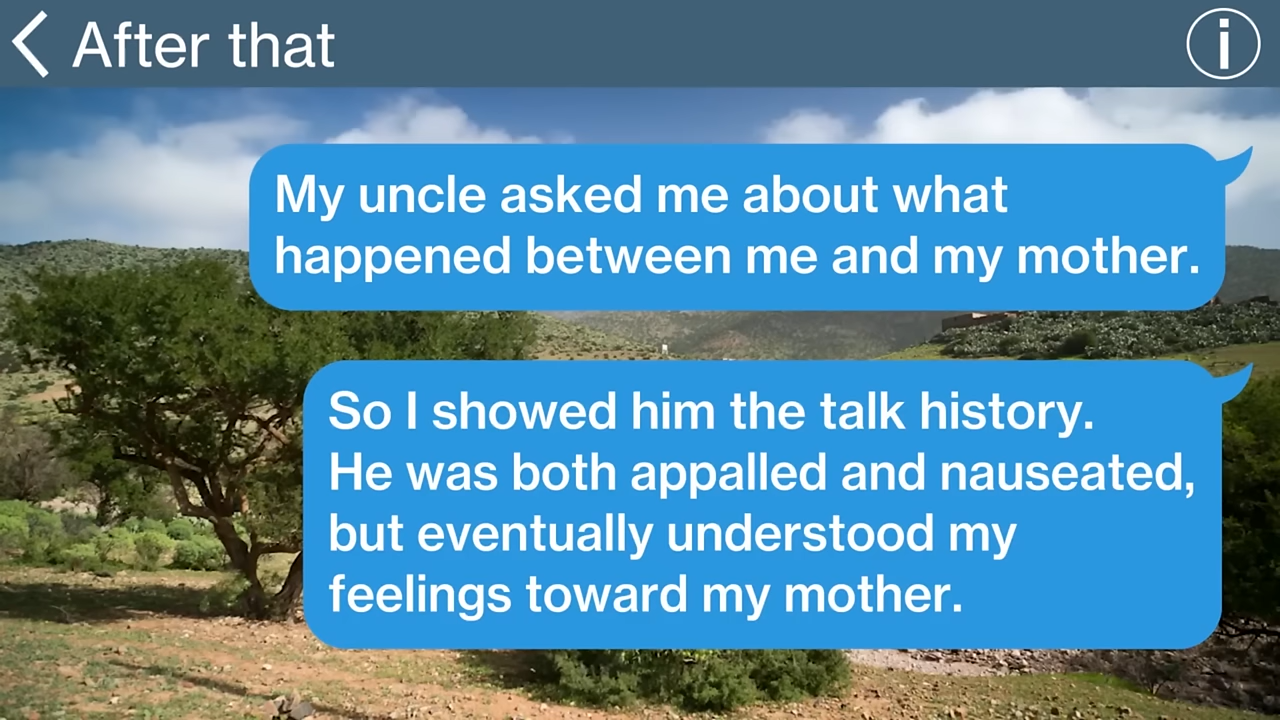 After that
i
My uncle asked me about what
happened between me and my mother.
So I showed him the talk history.
He was both appalled and nauseated,
but eventually understood my
feelings toward my mother.